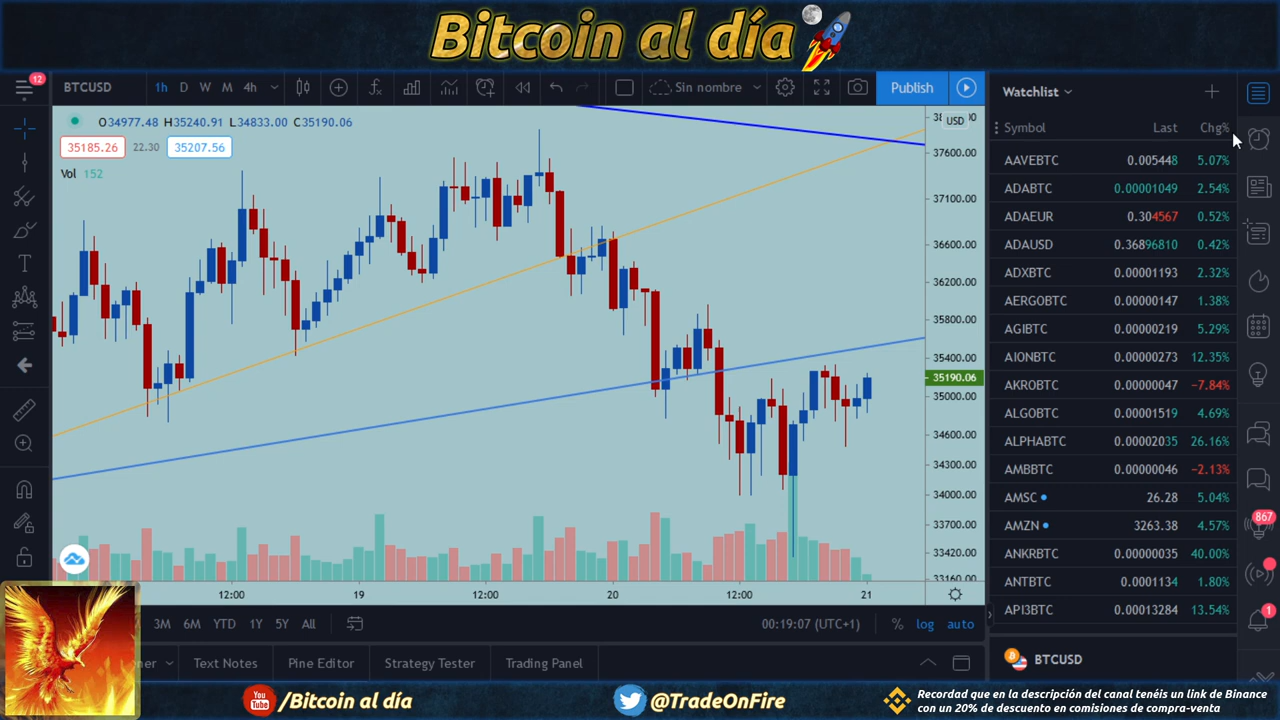 Bitcoin al día
12
BTCUSD
1h D W M 4h
Sin nombre
Publish
O34977.48 H35240.91 L34833.00 C35190.06
35185.26 22.30 35207.56
Vol 152
USD
37600.00
37100.00
36600.00
36200.00
35800.00
35400.00
35190.06
35000.00
34600.00
34300.00
34000.00
33700.00
33420.00
33160.00
12:00 19 12:00 20 12:00 21
3M 6M YTD 1Y 5Y All
00:19:07 (UTC+1)
% log auto
Text Notes Pine Editor Strategy Tester Trading Panel
Watchlist
Symbol Last Chg%
AAVEBTC 0.005448 5.07%
ADABTC 0.00001049 2.54%
ADAEUR 0.304567 0.52%
ADAUSD 0.36896810 0.42%
ADXBTC 0.00001193 2.32%
AERGOBTC 0.00000147 1.38%
AGIBTC 0.00000219 5.29%
AIONBTC 0.00000273 12.35%
AKROBTC 0.00000047 −7.84%
ALGOBTC 0.00001519 4.69%
ALPHABTC 0.00002035 26.16%
AMBBTC 0.00000046 −2.13%
AMSC 26.28 5.04%
AMZN 3263.38 4.57%
ANKRBTC 0.00000035 40.00%
ANTBTC 0.0001134 1.80%
API3BTC 0.00013284 13.54%
BTCUSD
867
1
You
Tube
/Bitcoin al día
@TradeOnFire
Recordad que en la descripción del canal tenéis un link de Binance
con un 20% de descuento en comisiones de compra-venta